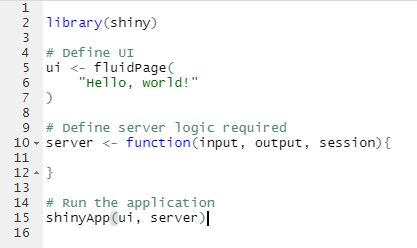 1
2 library(shiny)
3
4 # Define UI
5 ui <- fluidPage(
6     "Hello, world!"
7 )
8
9 # Define server logic required
10 server <- function(input, output, session){
11
12 }
13
14 # Run the application
15 shinyApp(ui, server)
16